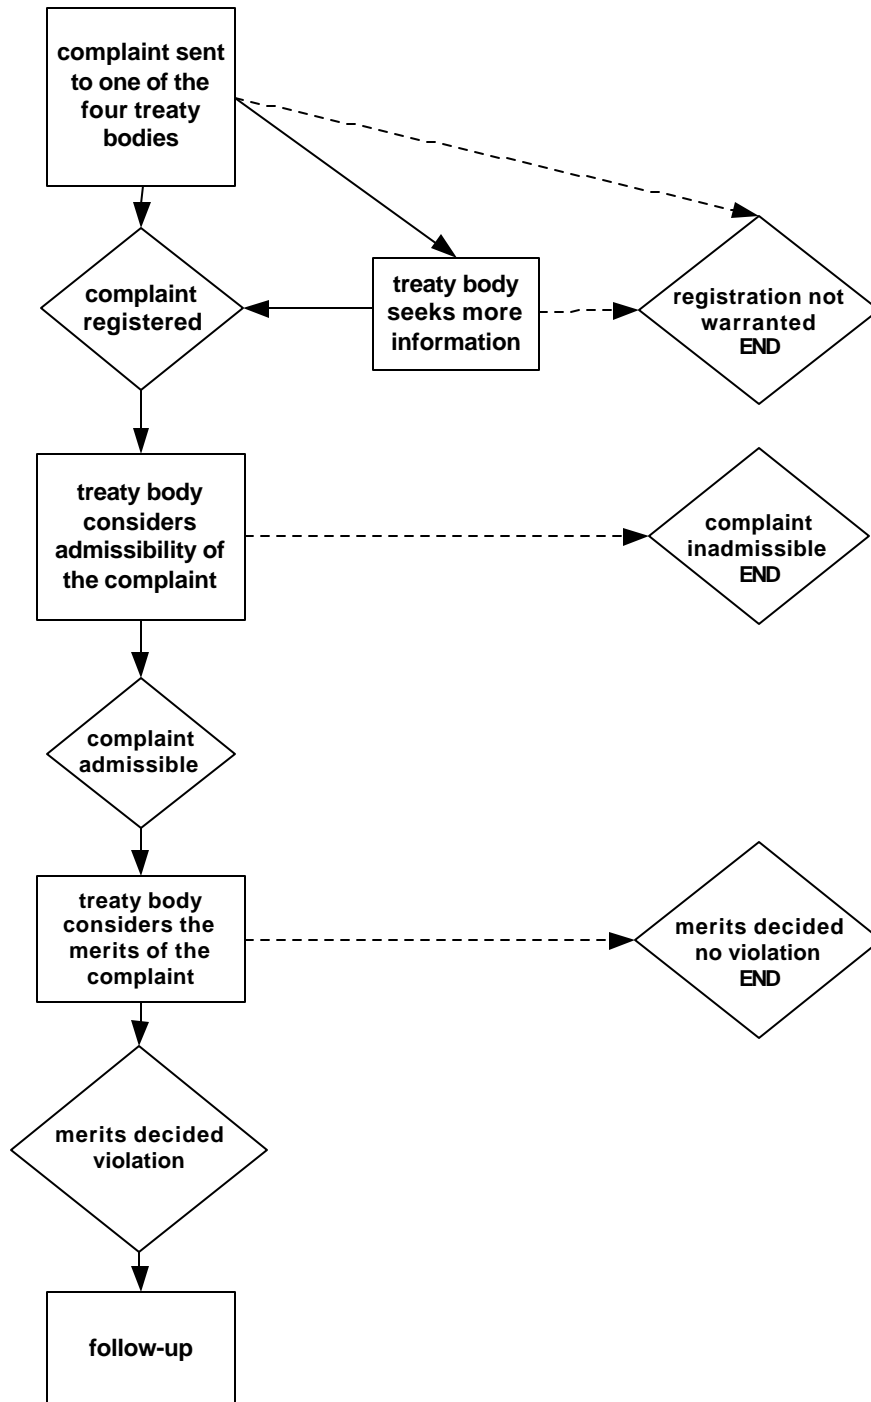 complaint sent
to one of the
four treaty
bodies
complaint
registered
treaty body
seeks more
information
registration not
warranted
END
treaty body
considers
admissibility of
the complaint
complaint
inadmissible
END
complaint
admissible
treaty body
considers the
merits of the
complaint
merits decided
no violation
END
merits decided
violation
follow-up